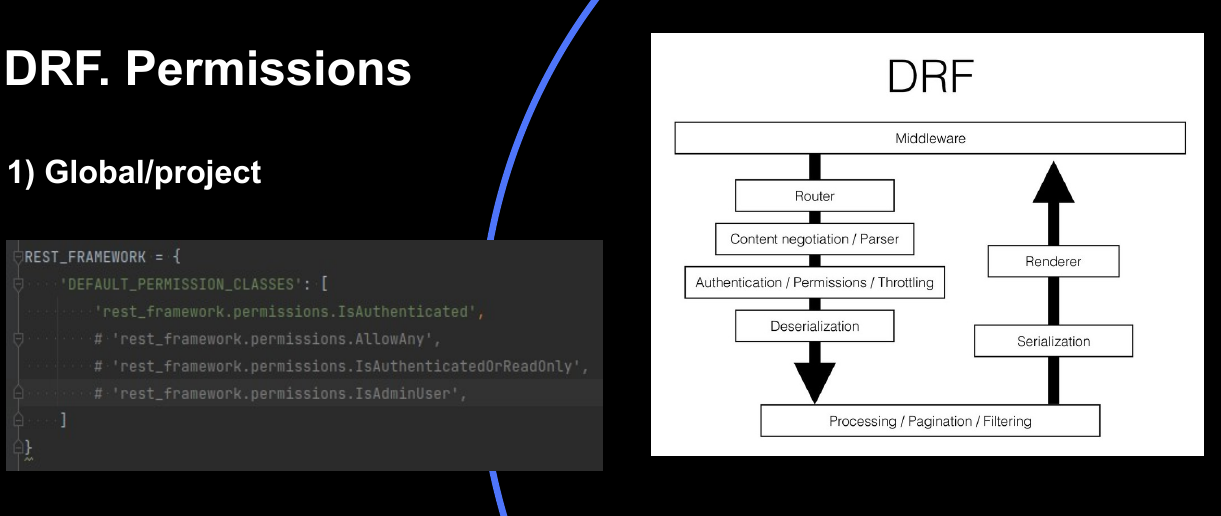 DRF. Permissions
1) Global/project
REST_FRAMEWORK = {
'DEFAULT_PERMISSION_CLASSES': [
'rest_framework.permissions.IsAuthenticated',
# 'rest_framework.permissions.AllowAny',
# 'rest_framework.permissions.IsAuthenticatedOrReadOnly',
# 'rest_framework.permissions.IsAdminUser',
]
}
DRF
Middleware
Router
Content negotiation / Parser
Authentication / Permissions / Throttling
Deserialization
Renderer
Serialization
Processing / Pagination / Filtering